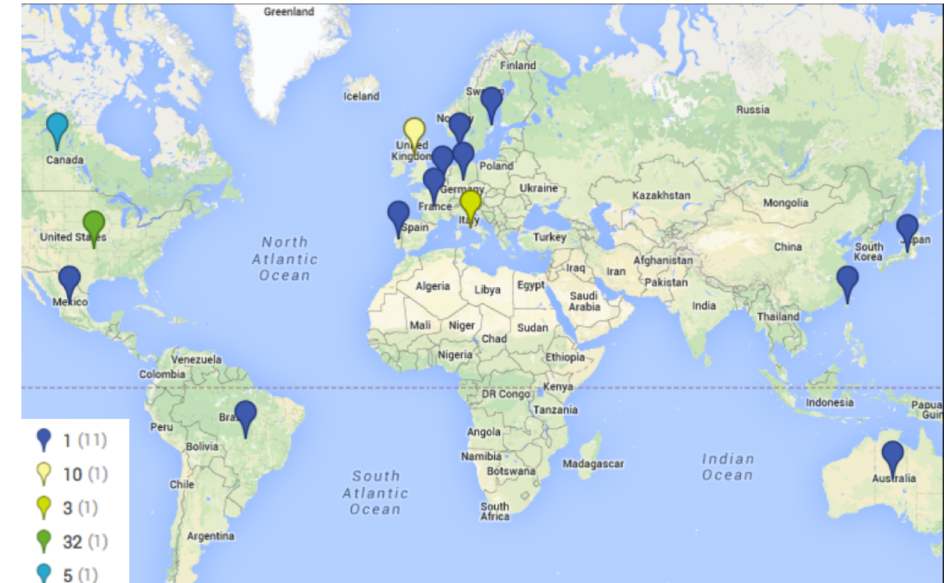 Greenland
Iceland
Finland
Russia
Canada
United
Kingdom
Poland
Germany
Ukraine
France
Kazakhstan
Mongolia
Italy
United States
Spain
Turkey
China
South
Korea
Japan
North
Atlantic
Ocean
Afghanistan
Iraq
Iran
Pakistan
Mexico
Algeria
Libya
Egypt
Saudi
Arabia
India
Thailand
Mali
Niger
Sudan
Chad
Nigeria
Ethiopia
Venezuela
Colombia
DR Congo
Kenya
Indonesia
Tanzania
Papua
Peru
Angola
Bolivia
Namibia
Madagascar
Botswana
Indian
Ocean
Australia
South
Atlantic
Ocean
Chile
South
Africa
Argentina
1 (11)
10 (1)
3 (1)
32 (1)
5 (1)